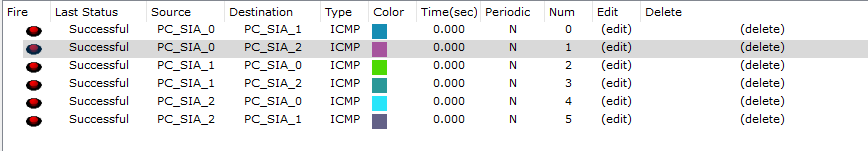 Fire Last Status Source Destination Type Color Time(sec) Periodic Num Edit Delete
Successful PC_SIA_0 PC_SIA_1 ICMP 0.000 N 0 (edit) (delete)
Successful PC_SIA_0 PC_SIA_2 ICMP 0.000 N 1 (edit) (delete)
Successful PC_SIA_1 PC_SIA_0 ICMP 0.000 N 2 (edit) (delete)
Successful PC_SIA_1 PC_SIA_2 ICMP 0.000 N 3 (edit) (delete)
Successful PC_SIA_2 PC_SIA_0 ICMP 0.000 N 4 (edit) (delete)
Successful PC_SIA_2 PC_SIA_1 ICMP 0.000 N 5 (edit) (delete)